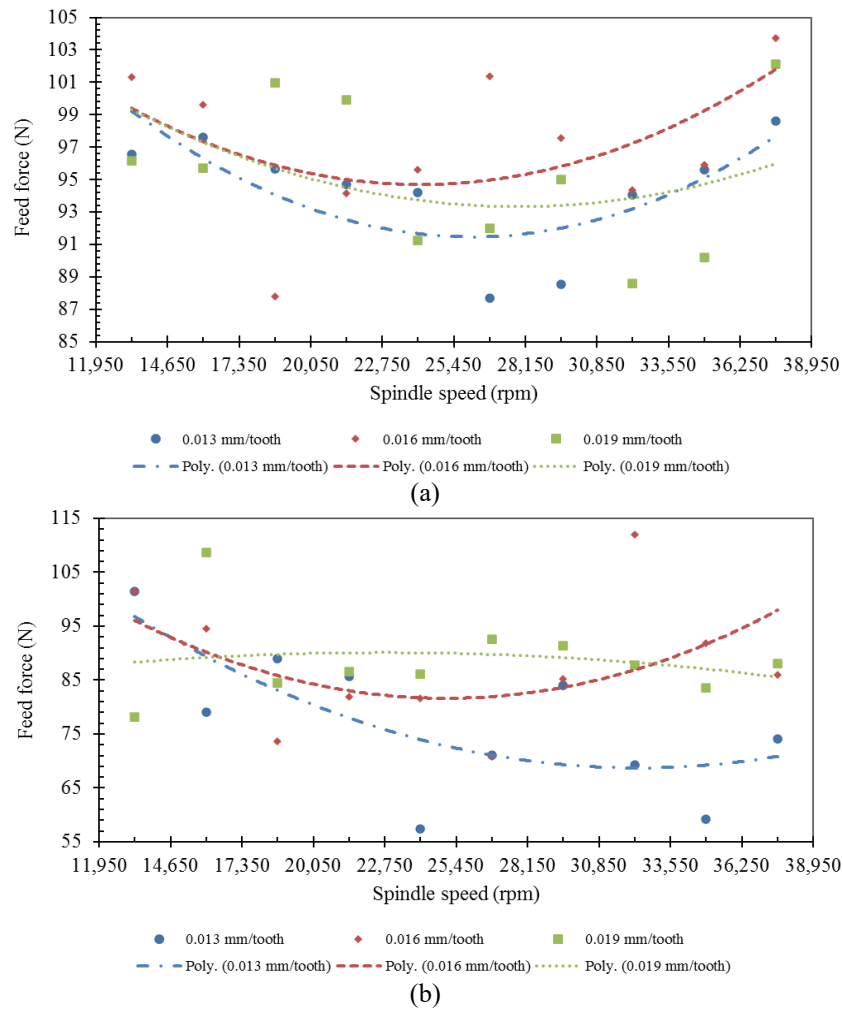 105
103
101
99
97
95
93
91
89
87
85
Feed force (N)
11,950 14,650 17,350 20,050 22,750 25,450 28,150 30,850 33,550 36,250 38,950
Spindle speed (rpm)
0.013 mm/tooth 0.016 mm/tooth 0.019 mm/tooth
Poly. (0.013 mm/tooth) Poly. (0.016 mm/tooth) Poly. (0.019 mm/tooth)
(a)
115
105
95
85
75
65
55
Feed force (N)
11,950 14,650 17,350 20,050 22,750 25,450 28,150 30,850 33,550 36,250 38,950
Spindle speed (rpm)
0.013 mm/tooth 0.016 mm/tooth 0.019 mm/tooth
Poly. (0.013 mm/tooth) Poly. (0.016 mm/tooth) Poly. (0.019 mm/tooth)
(b)